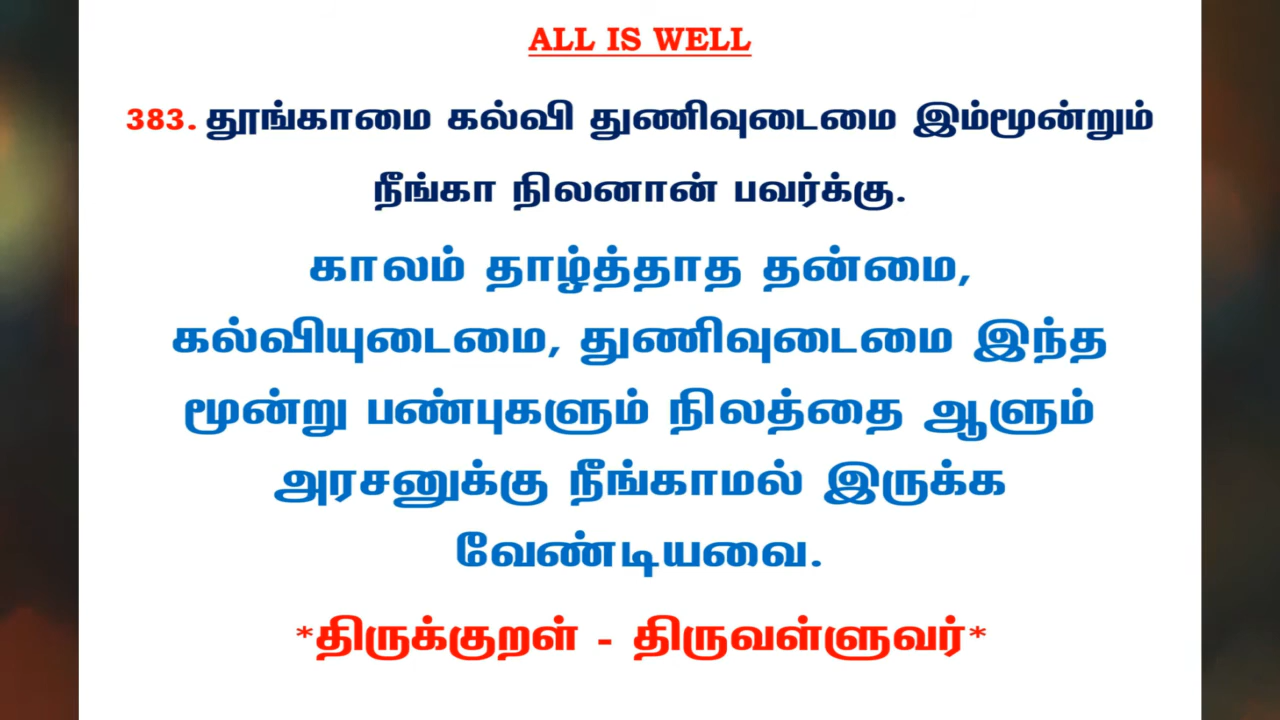 ALL IS WELL
383. தூங்காமை கல்வி துணிவுடைமை இம்மூன்றும்
நீங்கா நிலனான் பவர்க்கு.
காலம் தாழ்த்தாத தன்மை,
கல்வியுடைமை, துணிவுடைமை இந்த
மூன்று பண்புகளும் நிலத்தை ஆளும்
அரசனுக்கு நீங்காமல் இருக்க
வேண்டியவை.
*திருக்குறள் - திருவள்ளுவர்*